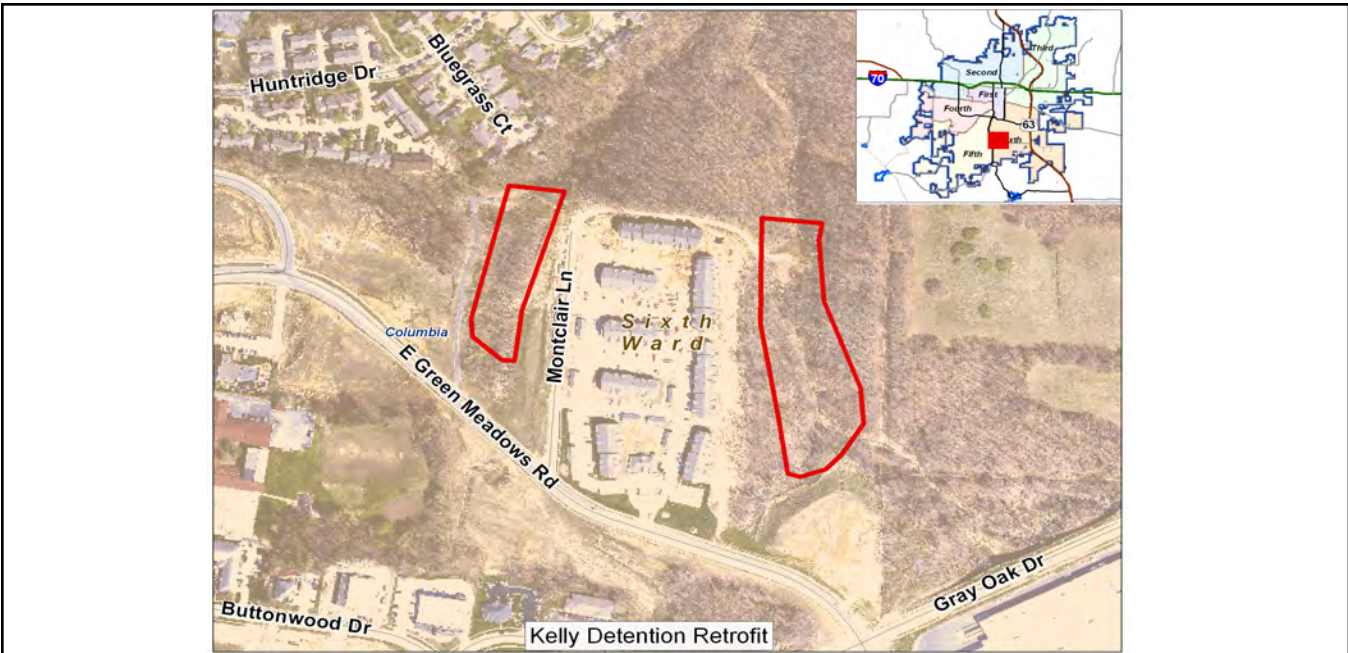 Huntridge Dr
Bluegrass Ct
Third
Second
70
First
Fourth
63
xth
Fifth
Montclair Ln
Sixth
Ward
Columbia
E Green Meadows Rd
Gray Oak Dr
Buttonwood Dr
Kelly Detention Retrofit